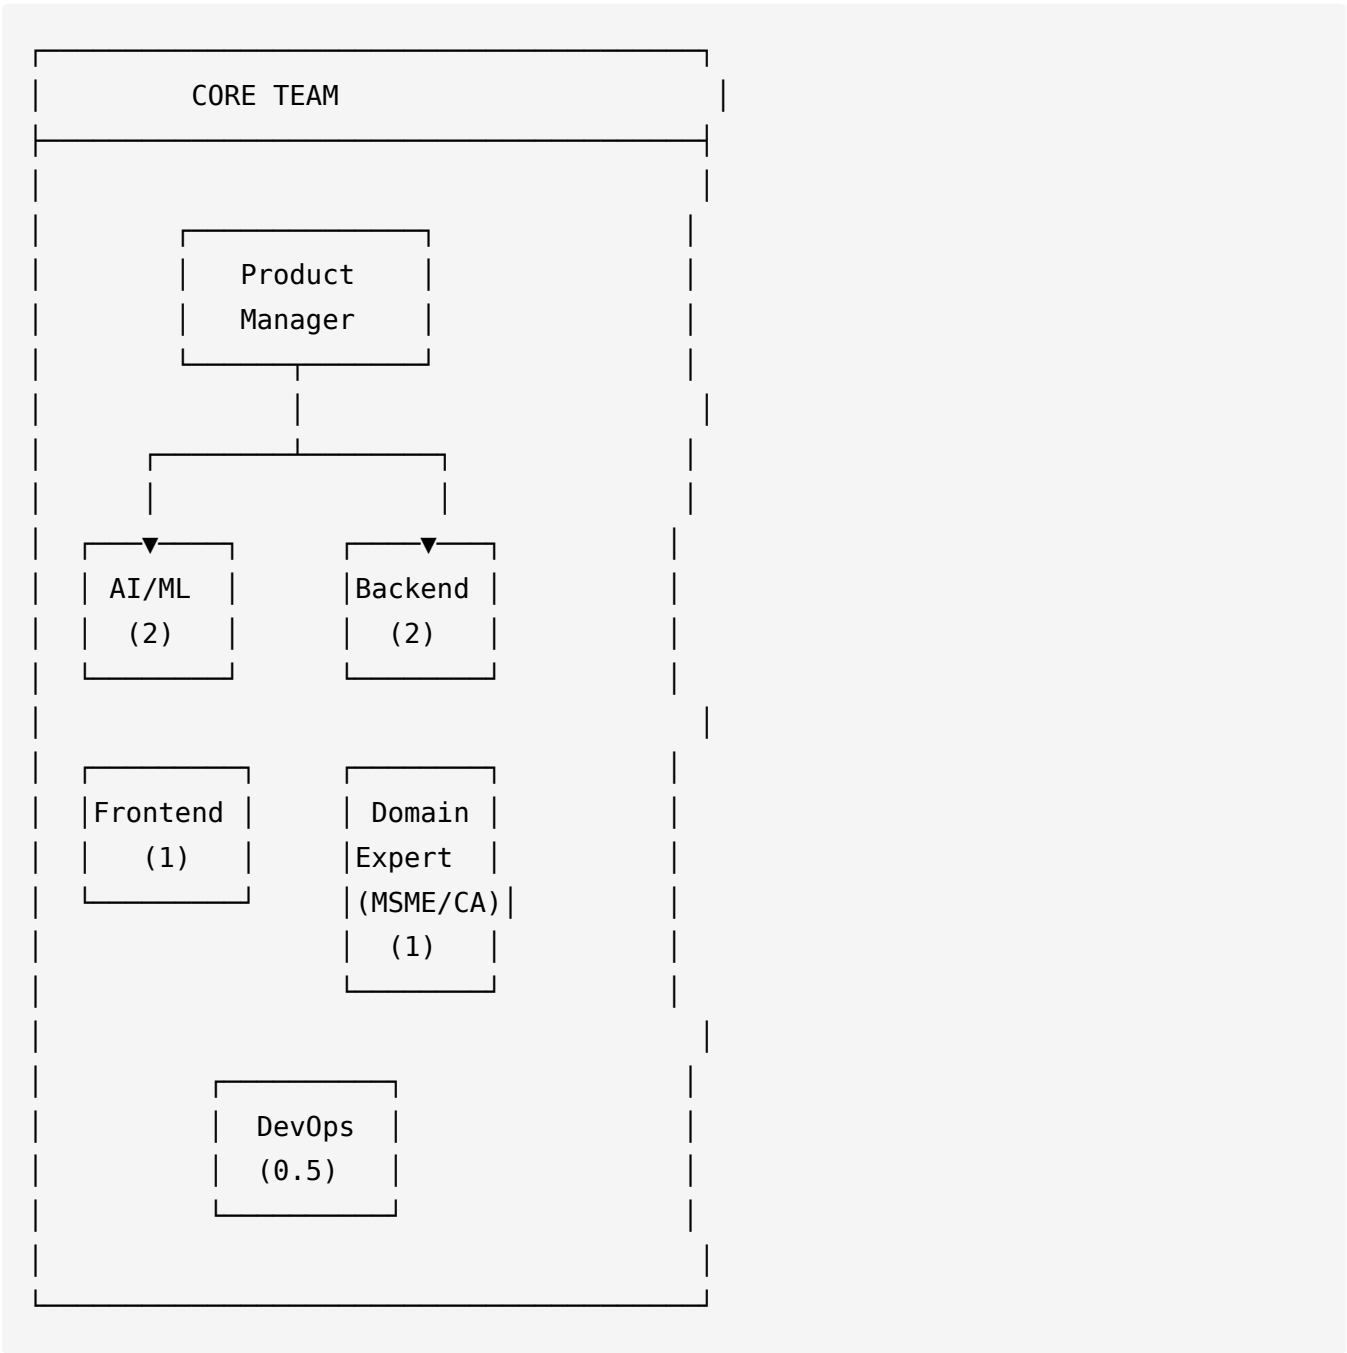 CORE TEAM
Product
Manager
AI/ML
(2)
Backend
(2)
Frontend
(1)
Domain
Expert
(MSME/CA)
(1)
DevOps
(0.5)